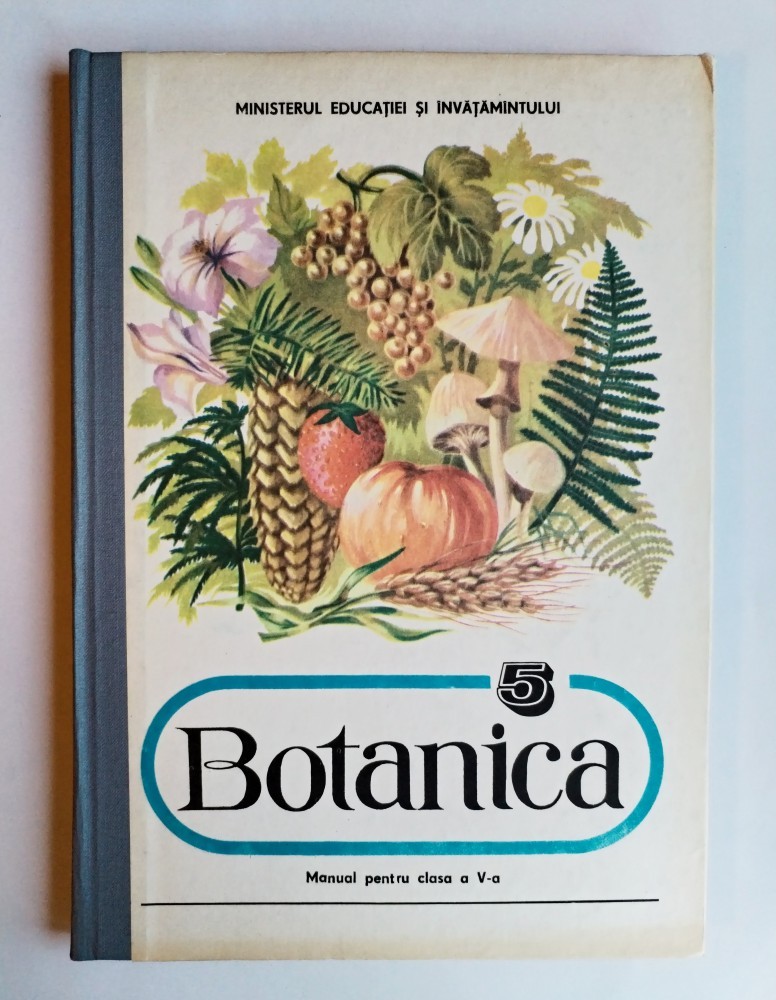 MINISTERUL EDUCAȚIEI ȘI ÎNVĂȚĂMÎNTULUI
5
Botanica
Manual pentru clasa a V-a